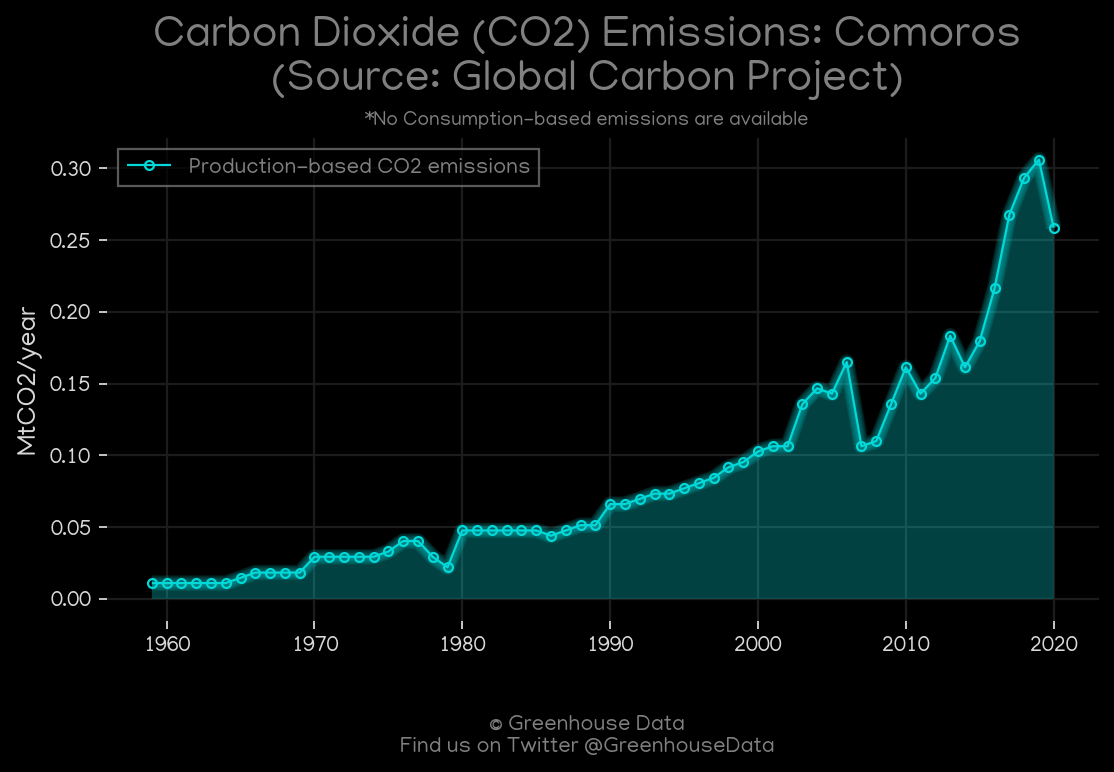 Carbon Dioxide (CO2) Emissions: Comoros
(Source: Global Carbon Project)
*No Consumption-based emissions are available
Production-based CO2 emissions
MtCO2/year
0.30
0.25
0.20
0.15
0.10
0.05
0.00
1960 1970 1980 1990 2000 2010 2020
© Greenhouse Data
Find us on Twitter @GreenhouseData